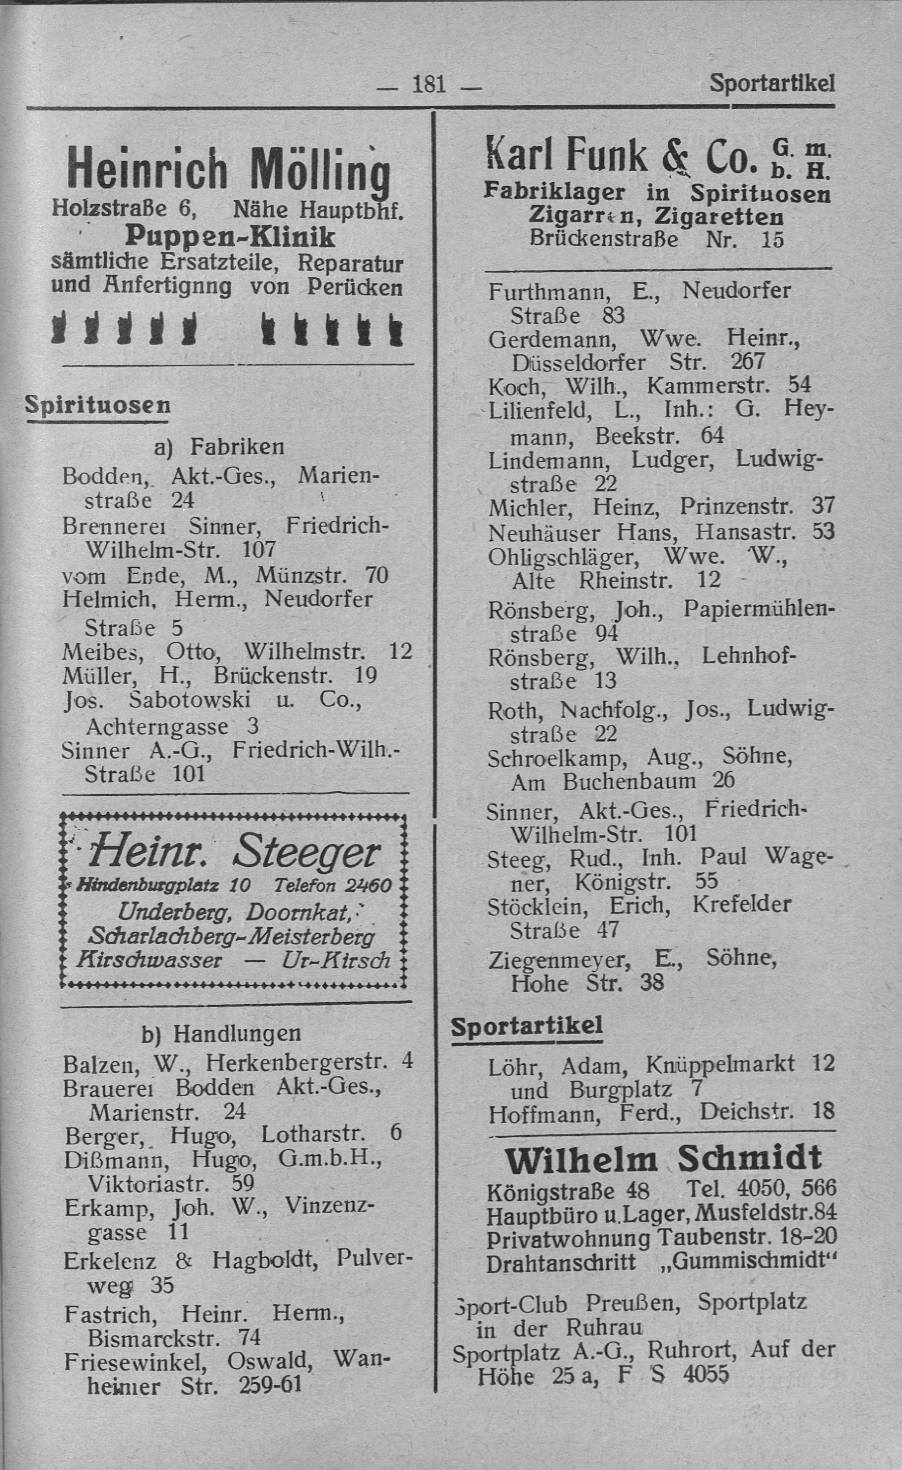 — 181 —
Sportartikel
Heinrich Mölling
Holzstraße 6, Nähe Hauptbhf.
Puppen-Klinik
sämtliche Ersatzteile, Reparatur
und Anfertignng von Perücken
Spirituosen
a) Fabriken
Bodden, Akt.-Ges., Marien-
straße 24
Brennerei Sinner, Friedrich-
Wilhelm-Str. 107
vom Ende, M., Münzstr. 70
Helmich, Herm., Neudorfer
Straße 5
Meibes, Otto, Wilhelmstr. 12
Müller, H., Brückenstr. 19
Jos. Sabotowski u. Co.,
Achterngasse 3
Sinner A.-G., Friedrich-Wilh.-
Straße 101
Heinr. Steeger
Hindenburgplatz 10 Telefon 2460
Underberg, Doornkat,
Scharlachberg-Meisterberg
Kirschwasser — Ur-Kirsch
b) Handlungen
Balzen, W., Herkenbergerstr. 4
Brauerei Bodden Akt.-Ges.,
Marienstr. 24
Berger, Hugo, Lotharstr. 6
Dißmann, Hugo, G.m.b.H.,
Viktoriastr. 59
Erkamp, Joh. W., Vinzenz-
gasse 11
Erkelenz & Hagboldt, Pulver-
weg 35
Fastrich, Heinr. Herm.,
Bismarckstr. 74
Friesewinkel, Oswald, Wan-
heimer Str. 259-61
Karl Funk & Co. G. m. b. H.
Fabriklager in Spirituosen
Zigarren, Zigaretten
Brückenstraße Nr. 15
Furthmann, E., Neudorfer
Straße 83
Gerdemann, Wwe. Heinr.,
Düsseldorfer Str. 267
Koch, Wilh., Kammerstr. 54
Lilienfeld, L., Inh.: G. Hey-
mann, Beekstr. 64
Lindemann, Ludger, Ludwig-
straße 22
Michler, Heinz, Prinzenstr. 37
Neuhäuser Hans, Hansastr. 53
Ohligschläger, Wwe. W.,
Alte Rheinstr. 12
Rönsberg, Joh., Papiermühlen-
straße 94
Rönsberg, Wilh., Lehnhof-
straße 13
Roth, Nachfolg., Jos., Ludwig-
straße 22
Schroelkamp, Aug., Söhne,
Am Buchenbaum 26
Sinner, Akt.-Ges., Friedrich-
Wilhelm-Str. 101
Steeg, Rud., Inh. Paul Wage-
ner, Königstr. 55
Stöcklein, Erich, Krefelder
Straße 47
Ziegenmeyer, E., Söhne,
Hohe Str. 38
Sportartikel
Löhr, Adam, Knüppelmarkt 12
und Burgplatz 7
Hoffmann, Ferd., Deichstr. 18
Wilhelm Schmidt
Königstraße 48 Tel. 4050, 566
Hauptbüro u. Lager, Musfeldstr. 84
Privatwohnung Taubenstr. 18-20
Drahtanschritt „Gummischmidt“
Sport-Club Preußen, Sportplatz
in der Ruhrau
Sportplatz A.-G., Ruhrort, Auf der
Höhe 25 a, F S 4055